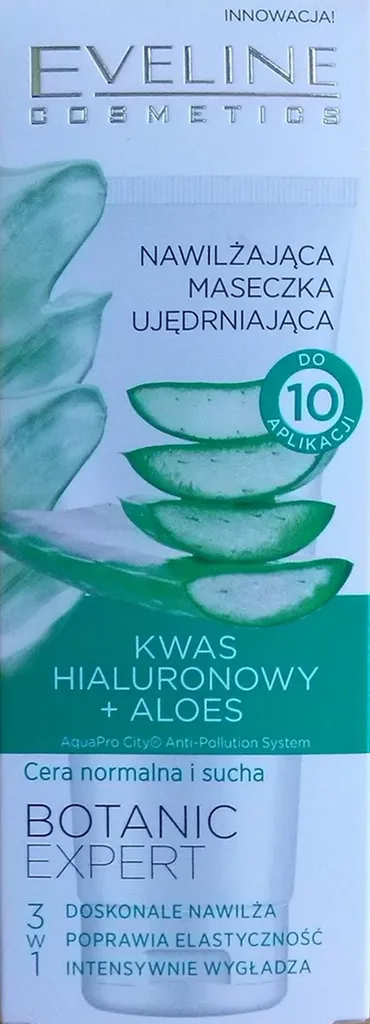 INNOWACJA!
EVELINE
COSMETICS
NAWILŻAJĄCA
MASECZKA
UJĘDRNIAJĄCA
DO
10
APLIKACJI
KWAS
HIALURONOWY
+ ALOES
AquaPro City© Anti-Pollution System
Cera normalna i sucha
BOTANIC
EXPERT
3 w 1
DOSKONALE NAWILŻA
POPRAWIA ELASTYCZNOŚĆ
INTENSYWNIE WYGŁADZA